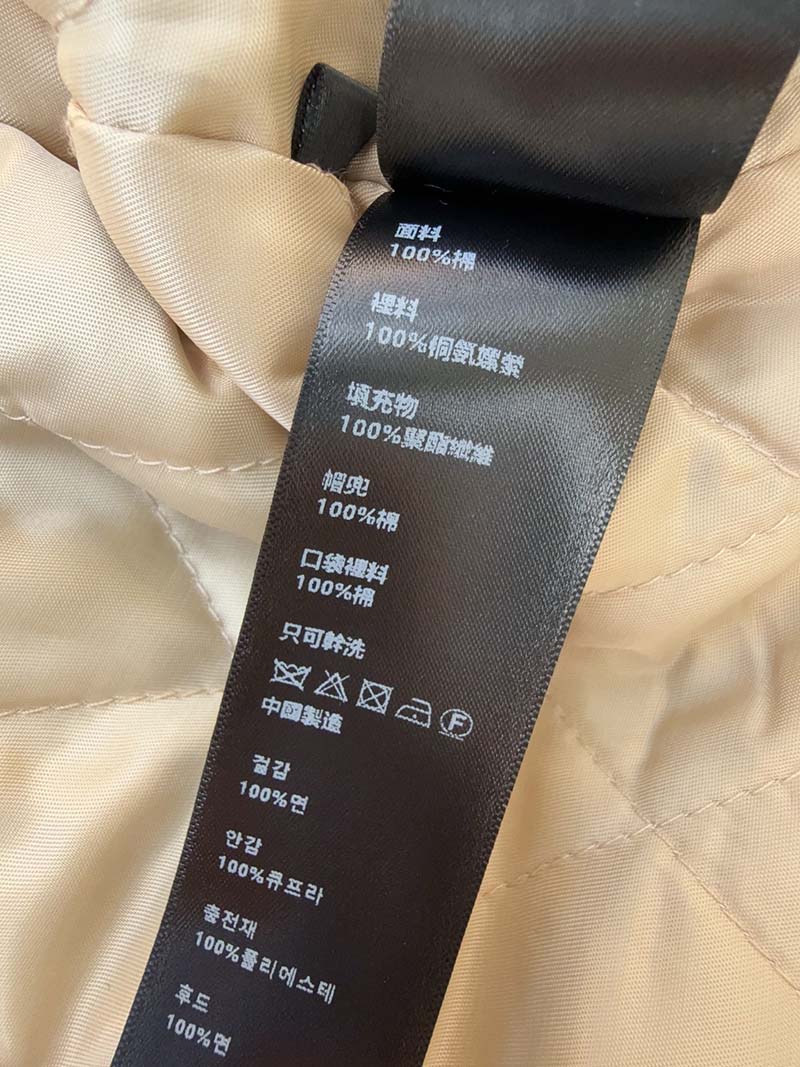 面料
100%棉
裡料
100%铜氨嫘縈
填充物
100%聚酯纖維
帽兜
100%棉
口袋裡料
100%棉
只可幹洗
F
中國製造
겉감
100%면
안감
100%큐프라
충전재
100%폴리에스테
후드
100%면